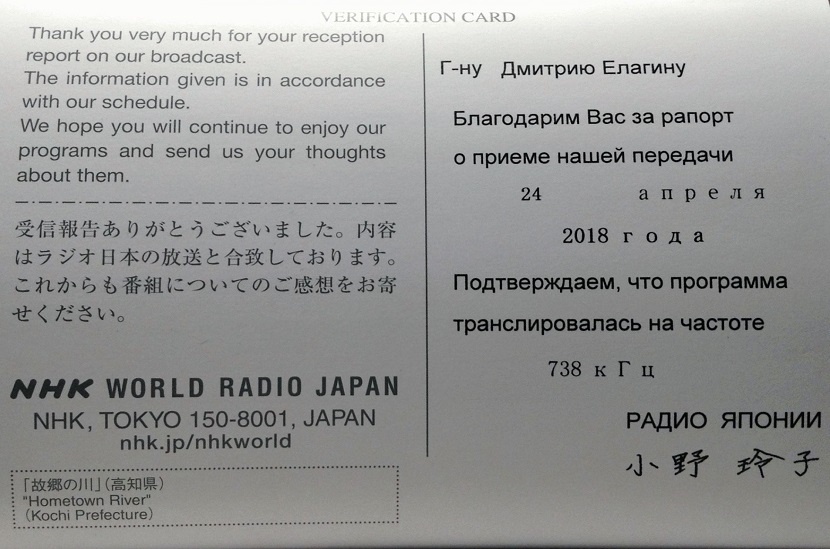 VERIFICATION CARD
Thank you very much for your reception
report on our broadcast.
The information given is in accordance
with our schedule.
We hope you will continue to enjoy our
programs and send us your thoughts
about them.
受信報告ありがとうございました。内容
はラジオ日本の放送と合致しております。
これからも番組についてのご感想をお寄
せください。
NHK WORLD RADIO JAPAN
NHK, TOKYO 150-8001, JAPAN
nhk.jp/nhkworld
「故郷の川」(高知県)
"Hometown River"
(Kochi Prefecture)
Г-ну Дмитрию Елагину
Благодарим Вас за рапорт
о приеме нашей передачи
24 апреля
2018 года
Подтверждаем, что программа
транслировалась на частоте
738 кГц
РАДИО ЯПОНИИ
小野 玲子